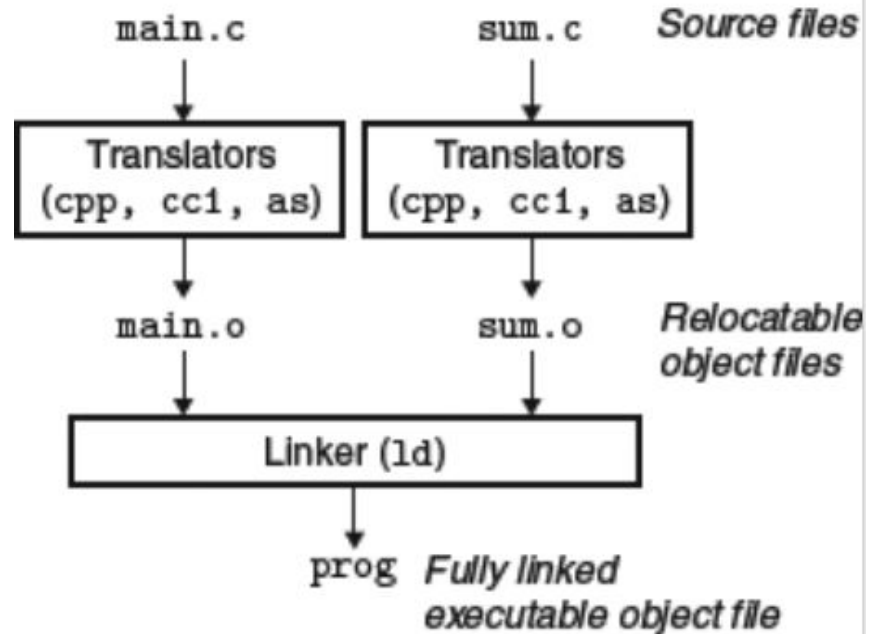 main.c sum.c Source files
Translators Translators
(cpp, cc1, as) (cpp, cc1, as)
main.o sum.o Relocatable
object files
Linker (ld)
prog Fully linked
executable object file